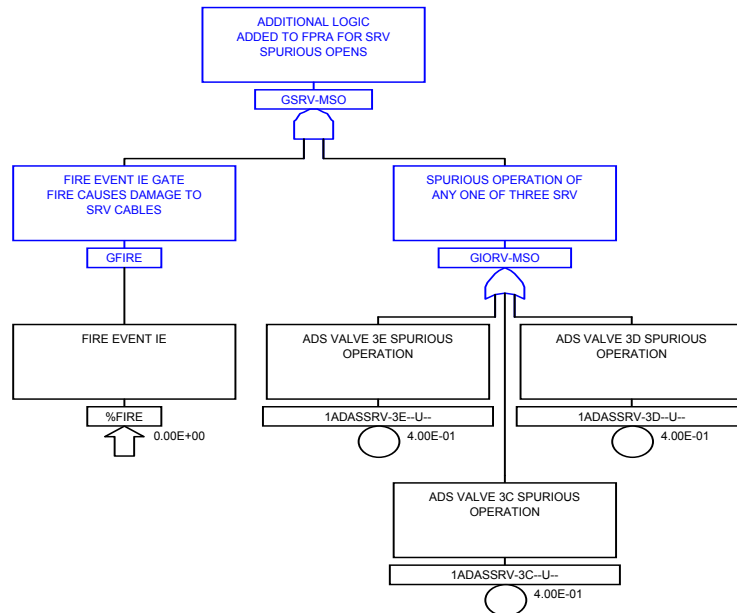 ADDITIONAL LOGIC
ADDED TO FPRA FOR SRV
SPURIOUS OPENS
GSRV-MSO
FIRE EVENT IE GATE
FIRE CAUSES DAMAGE TO
SRV CABLES
GFIRE
SPURIOUS OPERATION OF
ANY ONE OF THREE SRV
GIORV-MSO
FIRE EVENT IE
%FIRE
0.00E+00
ADS VALVE 3E SPURIOUS
OPERATION
1ADASSRV-3E--U--
4.00E-01
ADS VALVE 3D SPURIOUS
OPERATION
1ADASSRV-3D--U--
4.00E-01
ADS VALVE 3C SPURIOUS
OPERATION
1ADASSRV-3C--U--
4.00E-01